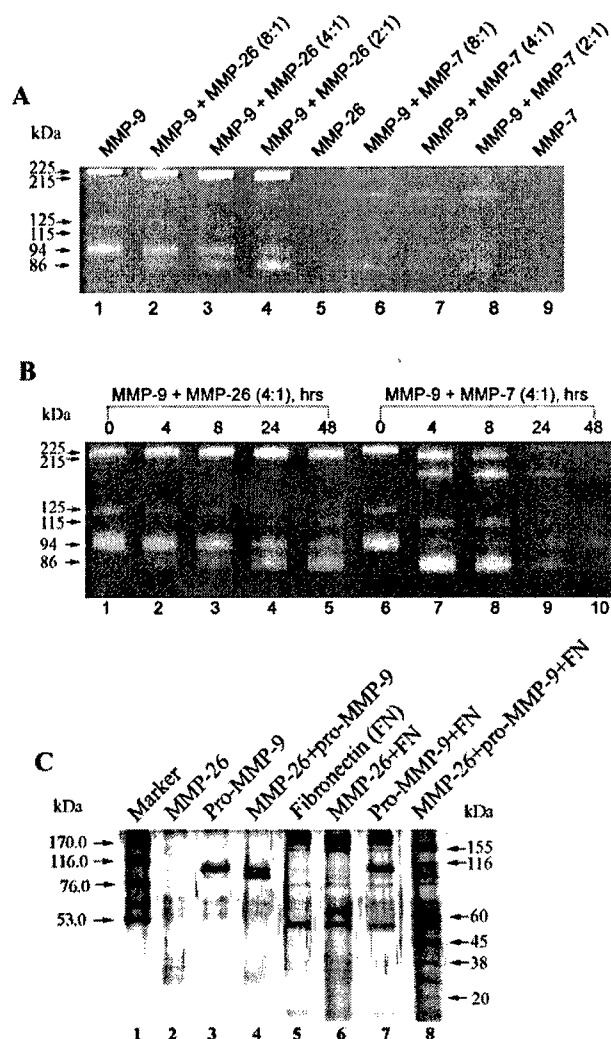 A
kDa
MMP-9
MMP-9 + MMP-26 (8:1)
MMP-9 + MMP-26 (4:1)
MMP-9 + MMP-26 (2:1)
MMP-26
MMP-9 + MMP-7 (8:1)
MMP-9 + MMP-7 (4:1)
MMP-9 + MMP-7 (2:1)
MMP-7
225
215
125
115
94
86
1 2 3 4 5 6 7 8 9
B
MMP-9 + MMP-26 (4:1), hrs MMP-9 + MMP-7 (4:1), hrs
kDa 0 4 8 24 48 0 4 8 24 48
225
215
125
115
94
86
1 2 3 4 5 6 7 8 9 10
C
Marker
MMP-26
Pro-MMP-9
MMP-26+pro-MMP-9
Fibronectin (FN)
MMP-26+FN
Pro-MMP-9+FN
MMP-26+pro-MMP-9+FN
kDa kDa
170.0 155
116.0 116
76.0
53.0 60
45
38
20
1 2 3 4 5 6 7 8